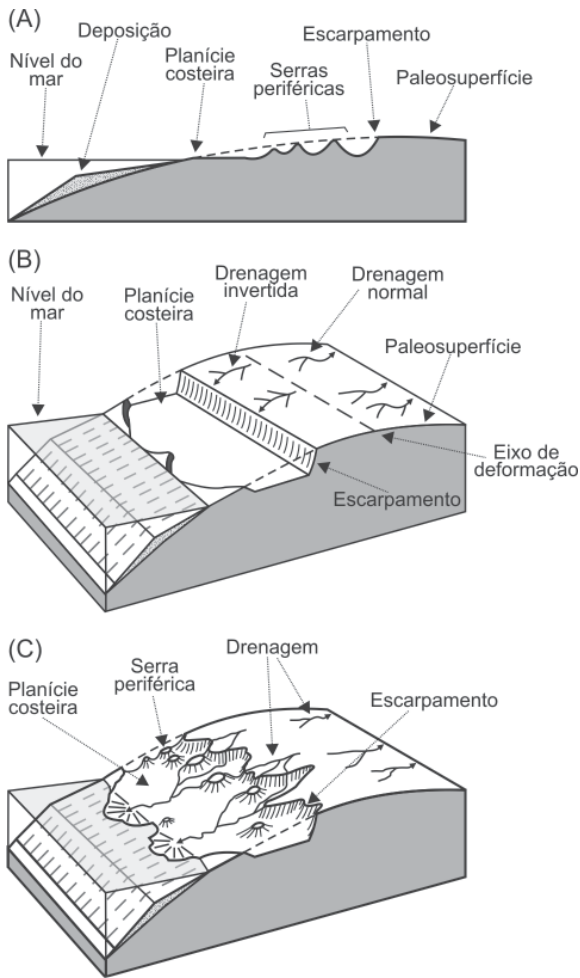 (A)
Deposição
Nível do
mar
Planície
costeira
Serras
periféricas
Escarpamento
Paleosuperfície
(B)
Nível do
mar
Planície
costeira
Drenagem
invertida
Drenagem
normal
Paleosuperfície
Eixo de
deformação
Escarpamento
(C)
Planície
costeira
Serra
periférica
Drenagem
Escarpamento